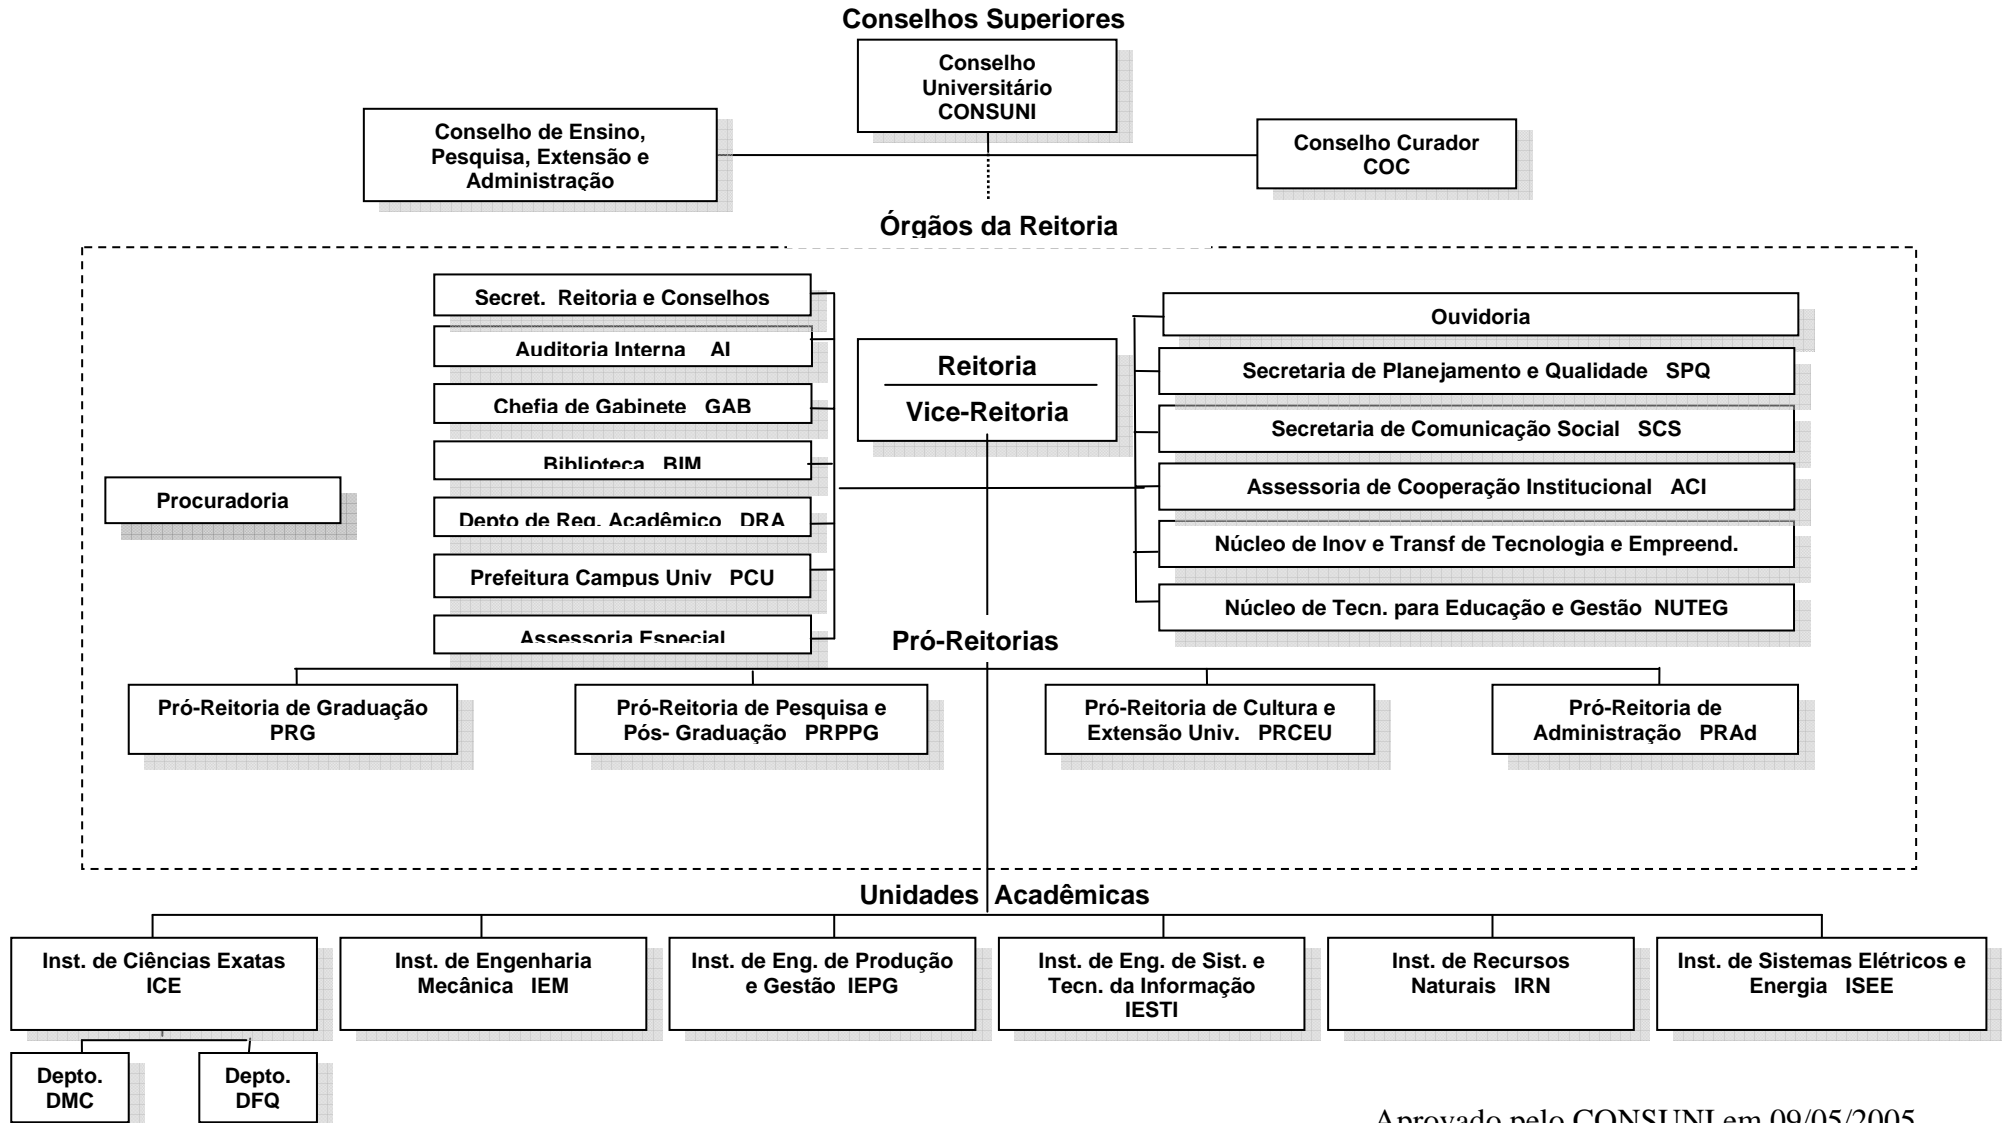 Conselhos Superiores
Conselho
Universitário
CONSUNI
Conselho de Ensino,
Pesquisa, Extensão e
Administração
Conselho Curador
COC
Órgãos da Reitoria
Secret. Reitoria e Conselhos
Auditoria Interna AI
Chefia de Gabinete GAB
Biblioteca BIM
Depto de Reg. Acadêmico DRA
Prefeitura Campus Univ PCU
Assessoria Especial
Procuradoria
Reitoria
Vice-Reitoria
Ouvidoria
Secretaria de Planejamento e Qualidade SPQ
Secretaria de Comunicação Social SCS
Assessoria de Cooperação Institucional ACI
Núcleo de Inov e Transf de Tecnologia e Empreend.
Núcleo de Tecn. para Educação e Gestão NUTEG
Pró-Reitorias
Pró-Reitoria de Graduação
PRG
Pró-Reitoria de Pesquisa e
Pós- Graduação PRPPG
Pró-Reitoria de Cultura e
Extensão Univ. PRCEU
Pró-Reitoria de
Administração PRAd
Unidades Acadêmicas
Inst. de Ciências Exatas
ICE
Inst. de Engenharia
Mecânica IEM
Inst. de Eng. de Produção
e Gestão IEPG
Inst. de Eng. de Sist. e
Tecn. da Informação
IESTI
Inst. de Recursos
Naturais IRN
Inst. de Sistemas Elétricos e
Energia ISEE
Depto.
DMC
Depto.
DFQ
Aprovado pelo CONSUNI em 09/05/2005